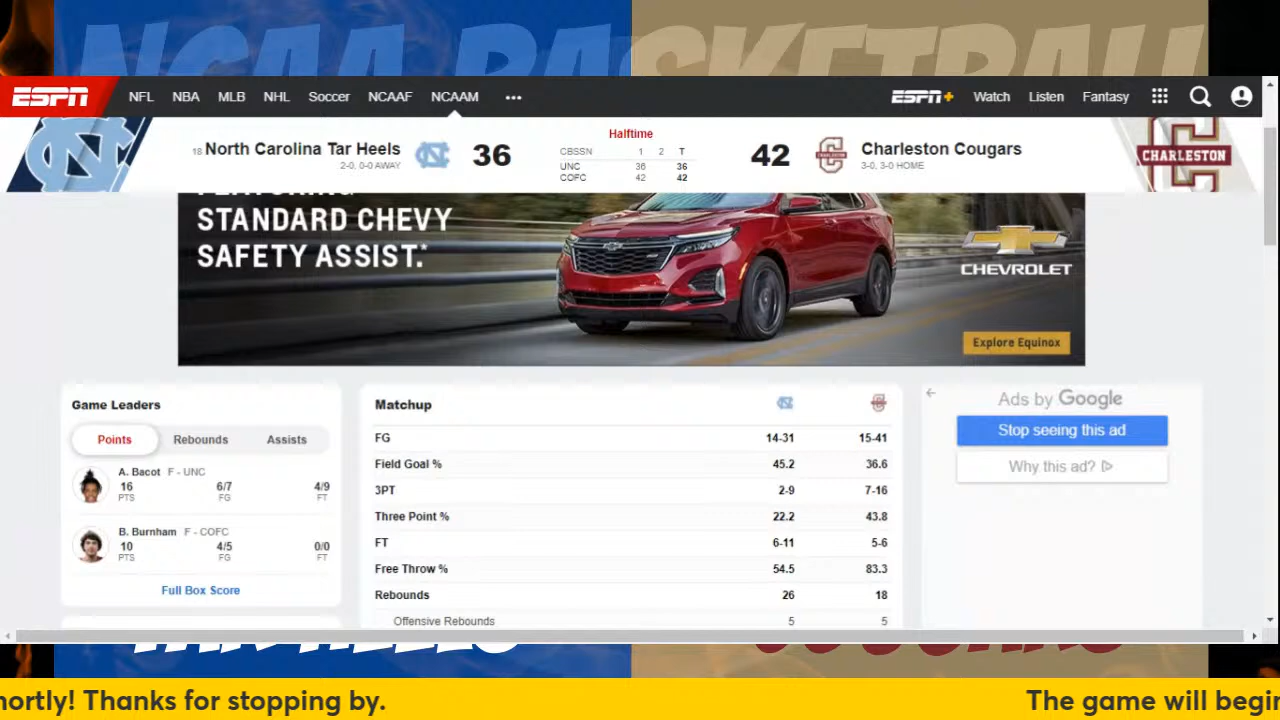 NCAA BASKETBALL
ESPN NFL NBA MLB NHL Soccer NCAAF NCAAM ••• ESPN+ Watch Listen Fantasy
18 North Carolina Tar Heels
2-0, 0-0 AWAY
36
Halftime
CBSSN 1 2 T
UNC 36 36
COFC 42 42
42
Charleston Cougars
3-0, 3-0 HOME
CHARLESTON
STANDARD CHEVY
SAFETY ASSIST.*
CHEVROLET
Explore Equinox
Game Leaders
Points Rebounds Assists
A. Bacot F - UNC
16 6/7 4/9
PTS FG FT
B. Burnham F - COFC
10 4/5 0/0
PTS FG FT
Full Box Score
Matchup
FG 14-31 15-41
Field Goal % 45.2 36.6
3PT 2-9 7-16
Three Point % 22.2 43.8
FT 6-11 5-6
Free Throw % 54.5 83.3
Rebounds 26 18
Offensive Rebounds 5 5
Ads by Google
Stop seeing this ad
Why this ad?
hortly! Thanks for stopping by. The game will begin